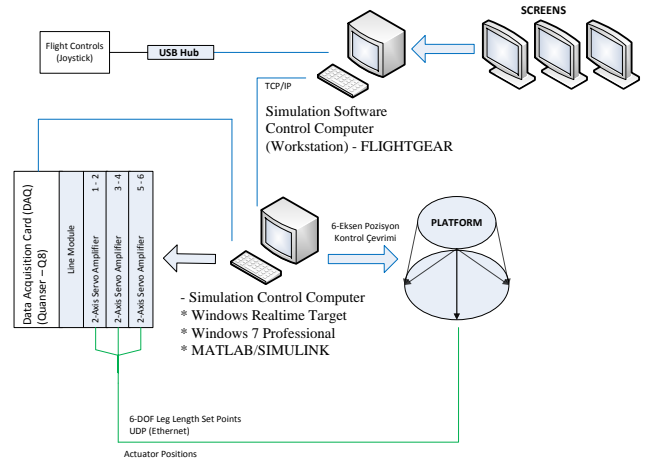 SCREENS
Flight Controls
(Joystick)
USB Hub
TCP/IP
Simulation Software
Control Computer
(Workstation) - FLIGHTGEAR
Data Acquisition Card (DAQ)
(Quanser – Q8)
Line Module
2-Axis Servo Amplifier 1 - 2
2-Axis Servo Amplifier 3 - 4
2-Axis Servo Amplifier 5 - 6
6-Eksen Pozisyon
Kontrol Çevrimi
PLATFORM
- Simulation Control Computer
* Windows Realtime Target
* Windows 7 Professional
* MATLAB/SIMULINK
6-DOF Leg Length Set Points
UDP (Ethernet)
Actuator Positions